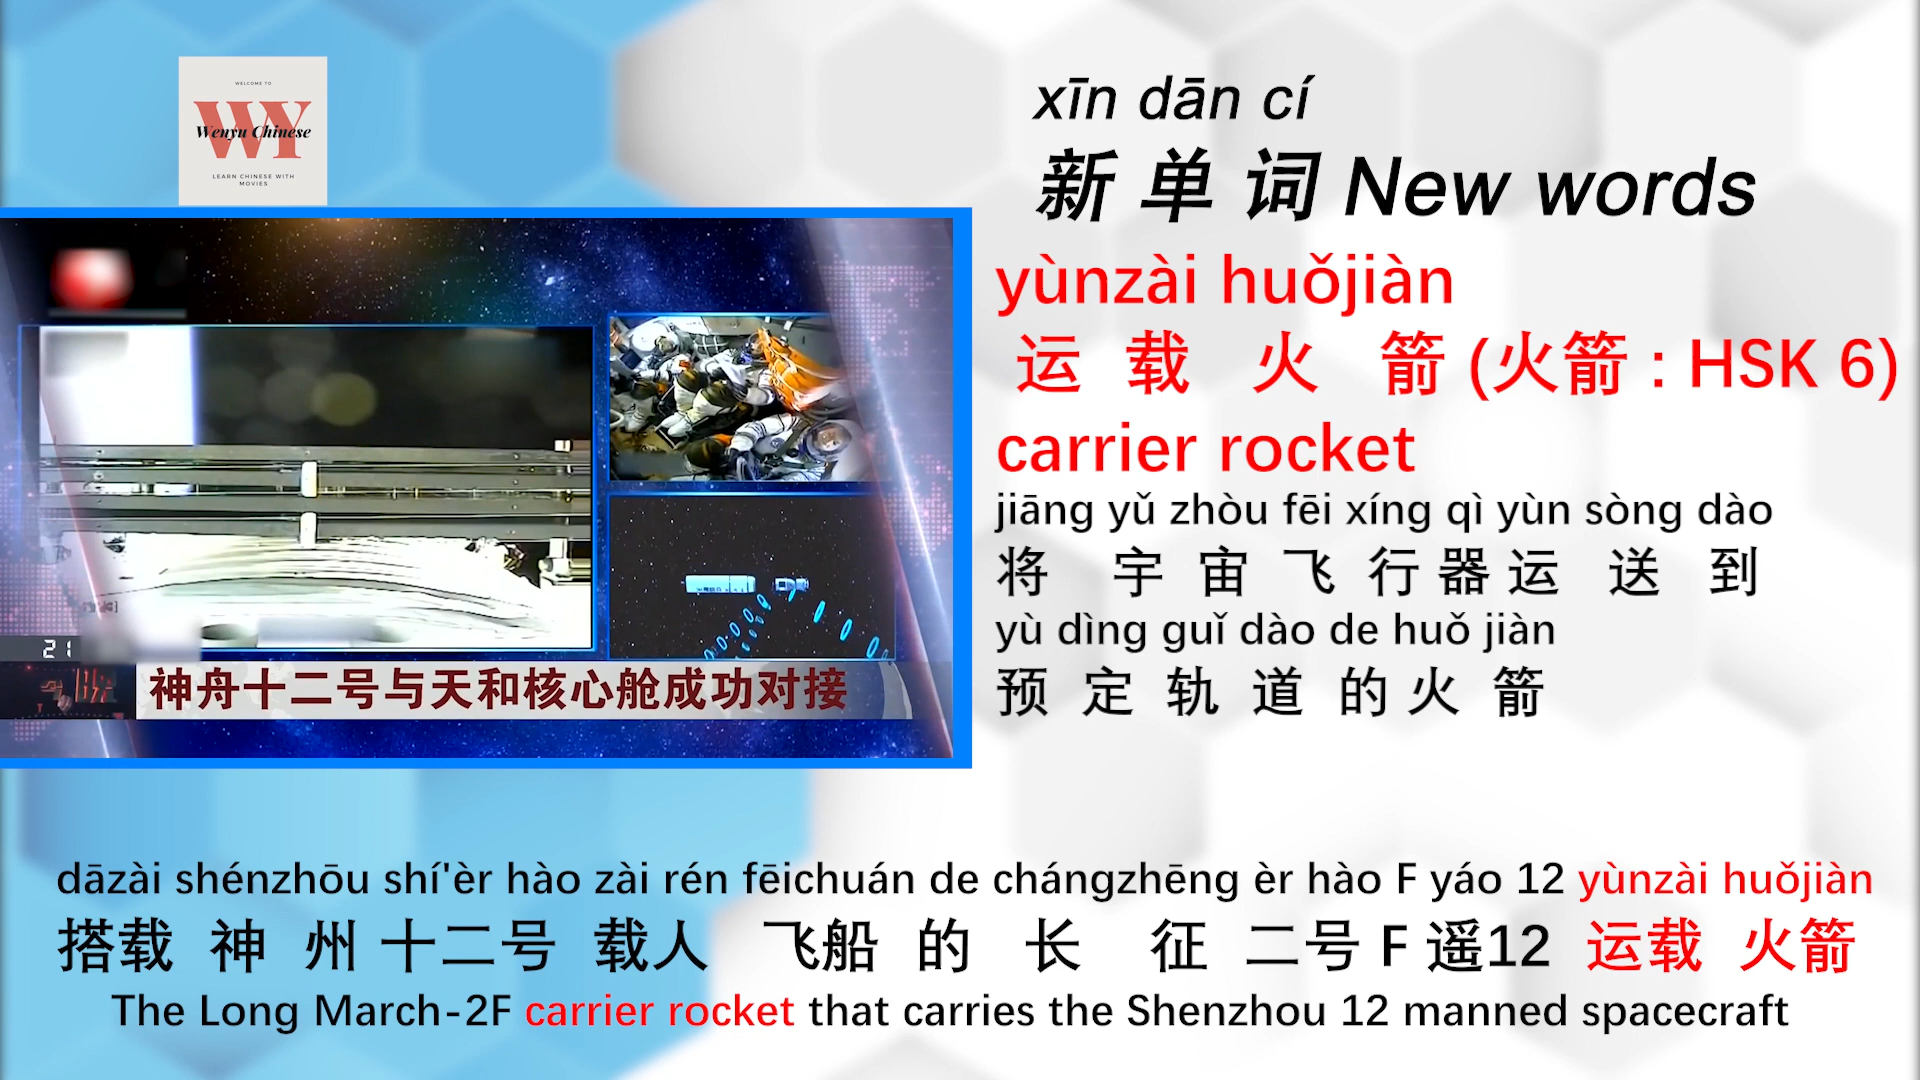 WELCOME TO
WY
Wenyu Chinese
LEARN CHINESE WITH
MOVIES
xīn dān cí
新单词 New words
yùnzài huǒjiàn
运载火箭 (火箭 : HSK 6)
carrier rocket
jiāng yǔ zhòu fēi xíng qì yùn sòng dào
将宇宙飞行器运送到
yù dìng guǐ dào de huǒ jiàn
预定轨道的火箭
21
神舟十二号与天和核心舱成功对接
dāzài shénzhōu shí'èr hào zài rén fēichuán de chángzhēng èr hào F yáo 12 yùnzài huǒjiàn
搭载神州十二号载人飞船的长征二号 F 遥12 运载火箭
The Long March-2F carrier rocket that carries the Shenzhou 12 manned spacecraft